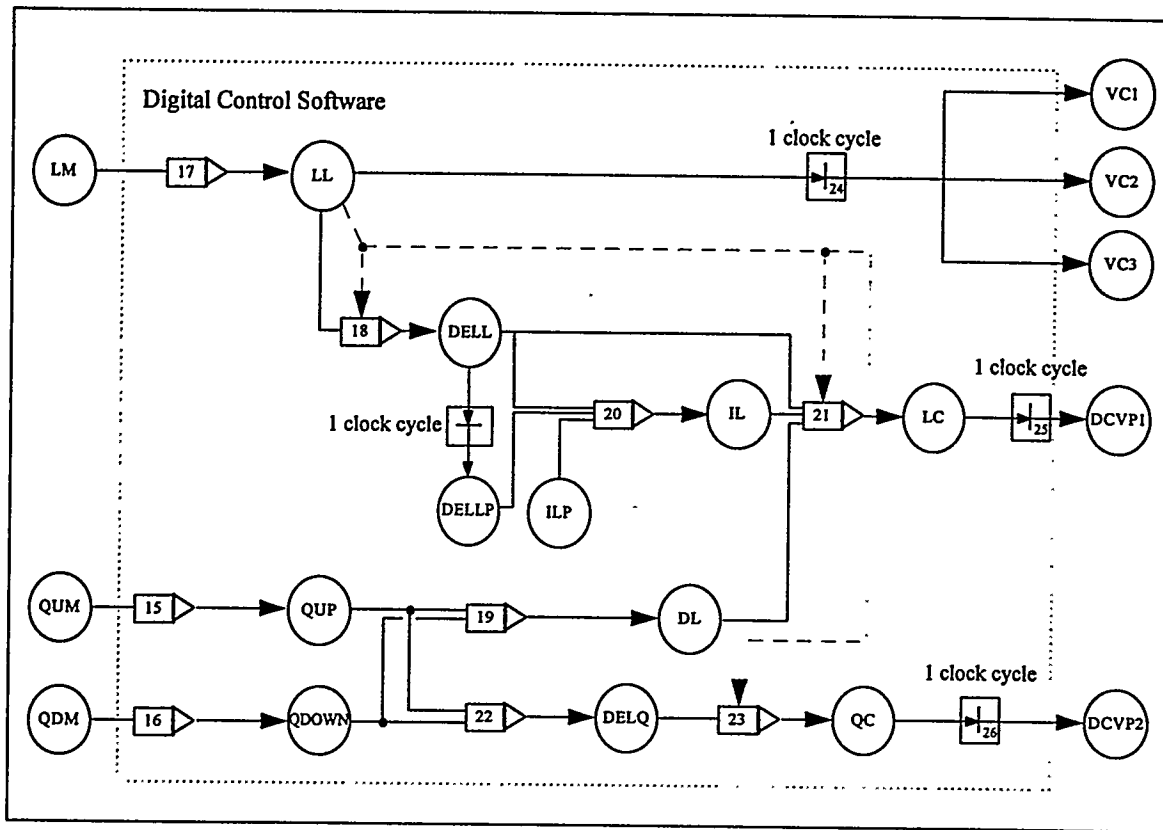 Digital Control Software
VC1
1 clock cycle
LM
17
LL
24
VC2
VC3
18
DELL
1 clock cycle
1 clock cycle
20
IL
21
LC
25
DCVP1
DELLP
ILP
QUM
15
QUP
19
DL
1 clock cycle
QDM
16
QDOWN
22
DELQ
23
QC
26
DCVP2